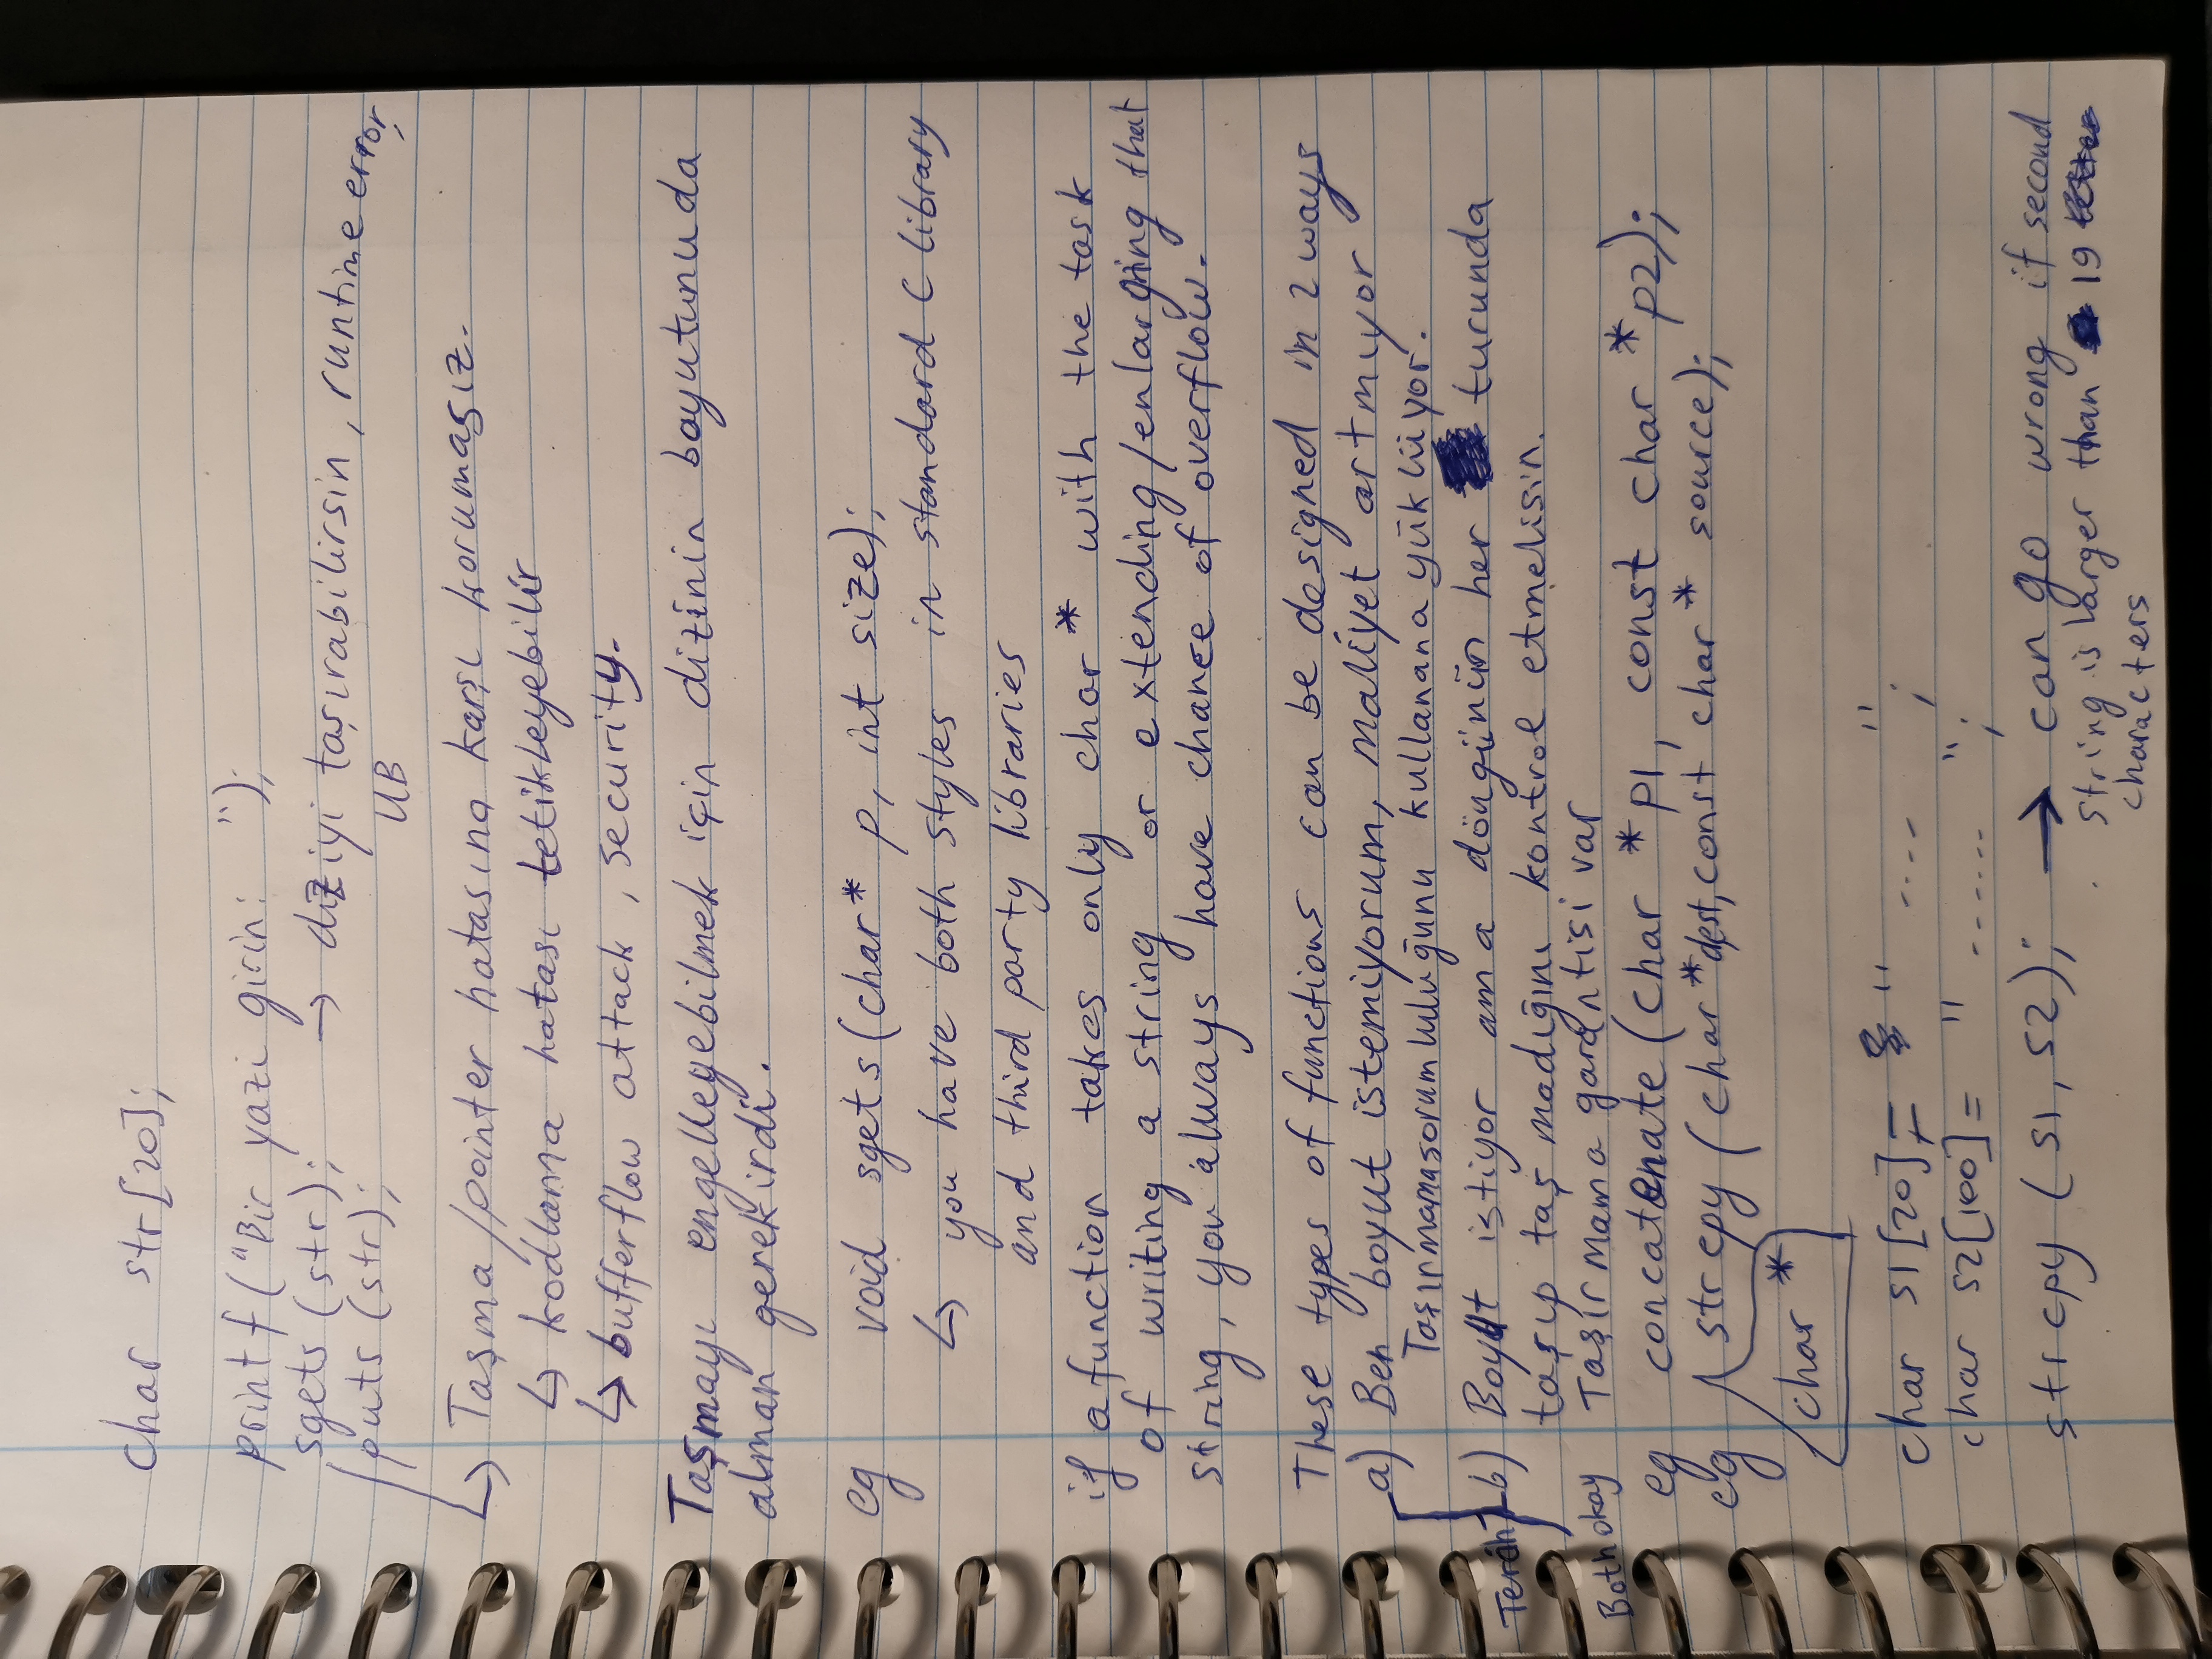 char str[20];
printf("Bir yazi girin: ");
sgets (str); → diziyi taşırabilirsin, runtime error,
puts (str); UB
↳ Taşma/pointer hatasına karşı korumasız.
↳ kodlama hatası tetikleyebilir
↳ bufferflow attack, security.
Taşmayı engelleyebilmek için dizinin boyutunu da
alman gerekirdi.
eg void sgets(char* p, int size);
↳ you have both styles in standard C library
and third party libraries
if a function takes only char* with the task
of writing a string or extending/enlarging that
string, you always have chance of overflow.
These types of functions can be designed in 2 ways
a) Ben boyut istemiyorum, maliyet artmıyor
Taşırmama sorumluluğunu kullanana yüklüyor.
Tercih b) Boyut istiyor ama döngünün her turunda
taşıp taşmadığını kontrol etmelisin.
Both okay Taşırmama garantisi var
eg concatenate (char *p1, const char *p2);
eg strcpy (char *dest, const char* source);
char *
char s1[20]= " .... ";
char s2[100]= " ...... ";
strcpy (s1, s2); → can go wrong if second
string is larger than 19
characters